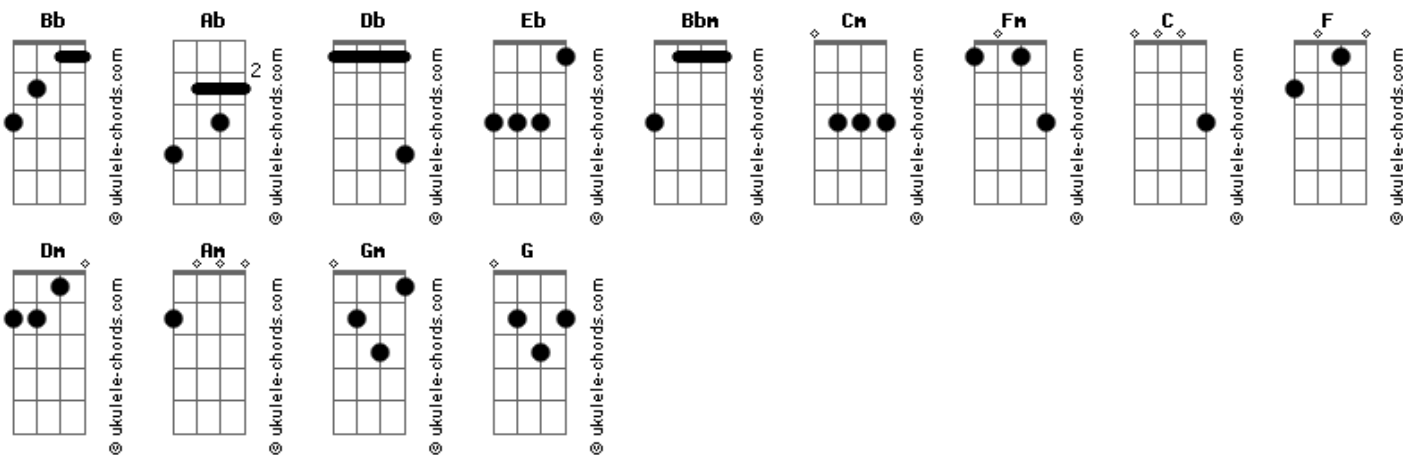 Bb Ab Db Eb Bbm Cm Fm C F
2
© ukulele-chords.com © ukulele-chords.com © ukulele-chords.com © ukulele-chords.com © ukulele-chords.com © ukulele-chords.com © ukulele-chords.com © ukulele-chords.com © ukulele-chords.com
Dm Am Gm G
© ukulele-chords.com © ukulele-chords.com © ukulele-chords.com © ukulele-chords.com